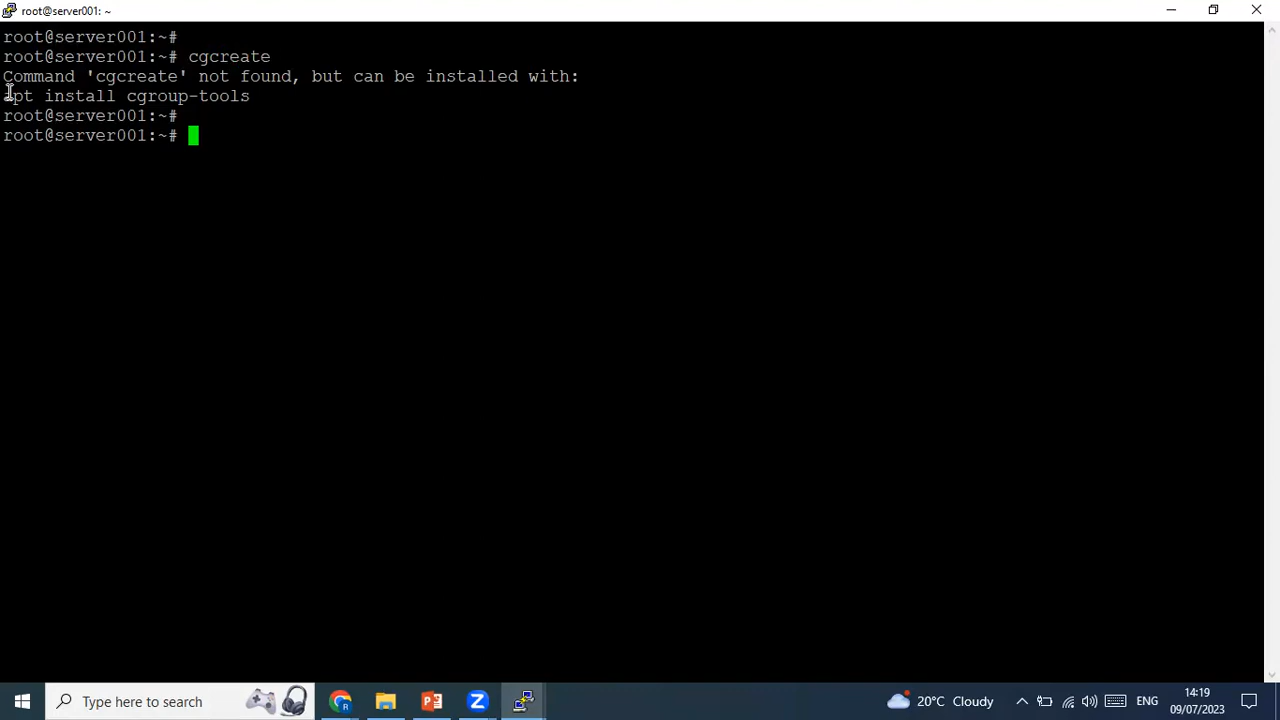 root@server001: ~
root@server001:~#
root@server001:~# cgcreate
Command 'cgcreate' not found, but can be installed with:
apt install cgroup-tools
root@server001:~#
root@server001:~#
Type here to search
20°C Cloudy
ENG
14:19
09/07/2023